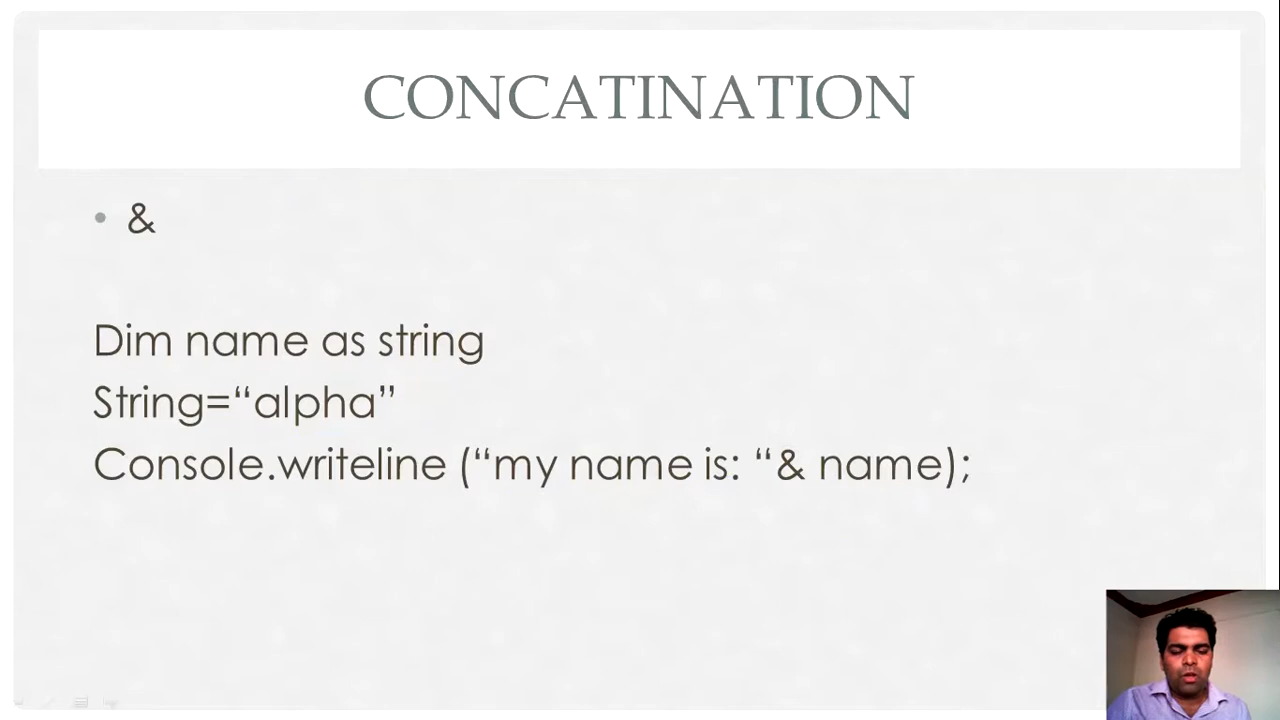 CONCATINATION
• &
Dim name as string
String=“alpha”
Console.writeline (“my name is: “& name);